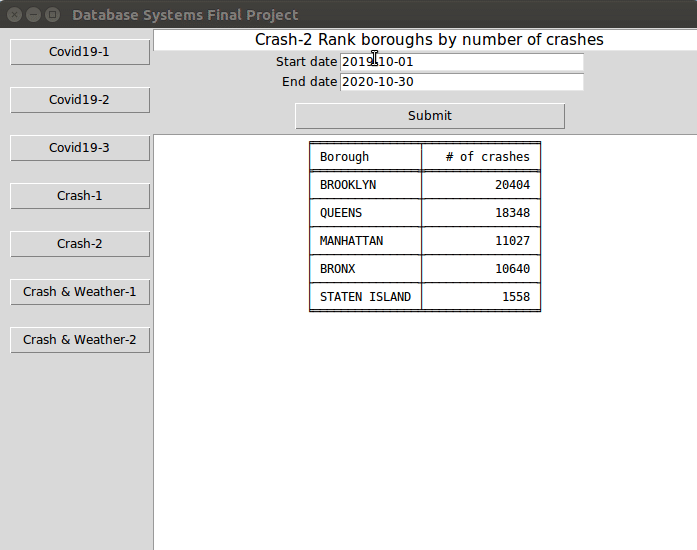 Database Systems Final Project
Covid19-1
Covid19-2
Covid19-3
Crash-1
Crash-2
Crash & Weather-1
Crash & Weather-2
Crash-2 Rank boroughs by number of crashes
Start date 2019-10-01
End date 2020-10-30
Submit
Borough # of crashes
BROOKLYN 20404
QUEENS 18348
MANHATTAN 11027
BRONX 10640
STATEN ISLAND 1558